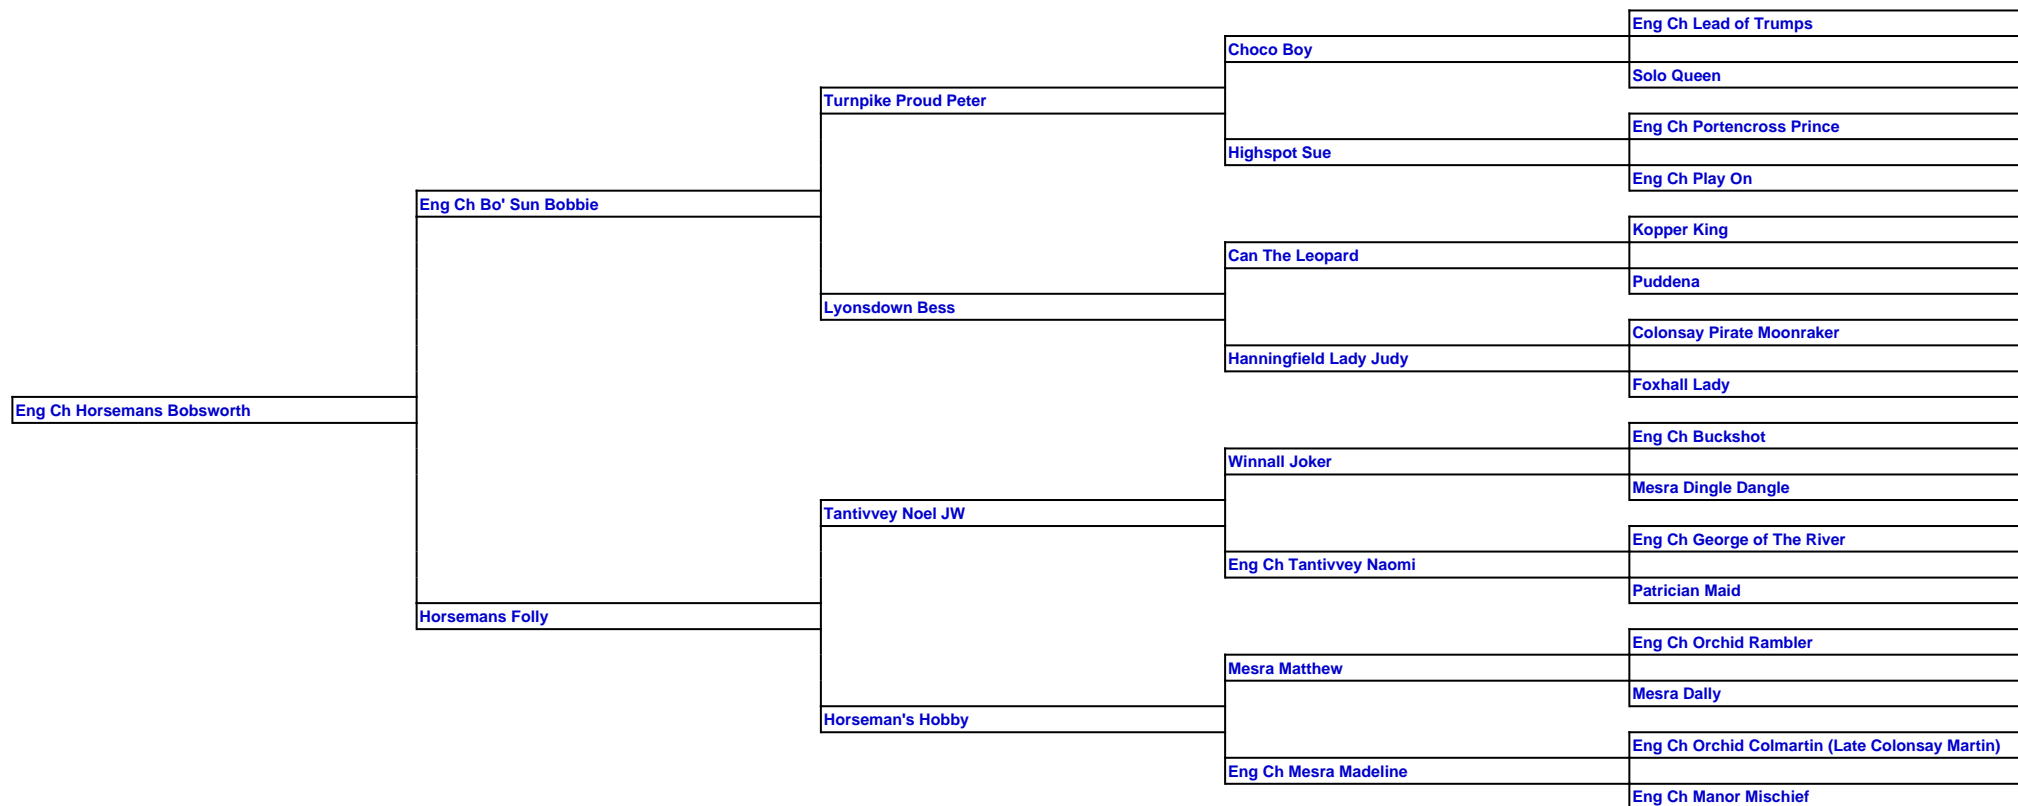 Eng Ch Lead of Trumps
Choco Boy
Solo Queen
Turnpike Proud Peter
Eng Ch Portencross Prince
Highspot Sue
Eng Ch Play On
Eng Ch Bo' Sun Bobbie
Kopper King
Can The Leopard
Puddena
Lyonsdown Bess
Colonsay Pirate Moonraker
Hanningfield Lady Judy
Foxhall Lady
Eng Ch Horsemans Bobsworth
Eng Ch Buckshot
Winnall Joker
Mesra Dingle Dangle
Tantivvey Noel JW
Eng Ch George of The River
Eng Ch Tantivvey Naomi
Patrician Maid
Horsemans Folly
Eng Ch Orchid Rambler
Mesra Matthew
Mesra Dally
Horseman's Hobby
Eng Ch Orchid Colmartin (Late Colonsay Martin)
Eng Ch Mesra Madeline
Eng Ch Manor Mischief